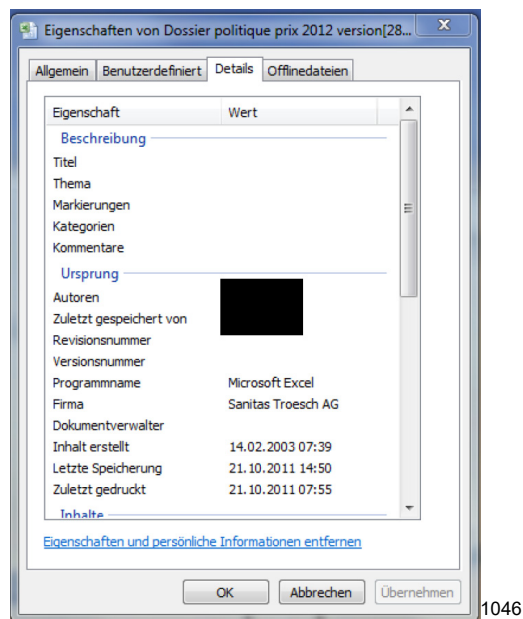 Eigenschaften von Dossier politique prix 2012 version[28...
Allgemein Benutzerdefiniert Details Offlinedateien
Eigenschaft Wert
Beschreibung
Titel
Thema
Markierungen
Kategorien
Kommentare
Ursprung
Autoren
Zuletzt gespeichert von
Revisionsnummer
Versionsnummer
Programmname Microsoft Excel
Firma Sanitas Troesch AG
Dokumentverwalter
Inhalt erstellt 14.02.2003 07:39
Letzte Speicherung 21.10.2011 14:50
Zuletzt gedruckt 21.10.2011 07:55
Inhalte
Eigenschaften und persönliche Informationen entfernen
OK Abbrechen Übernehmen
1046